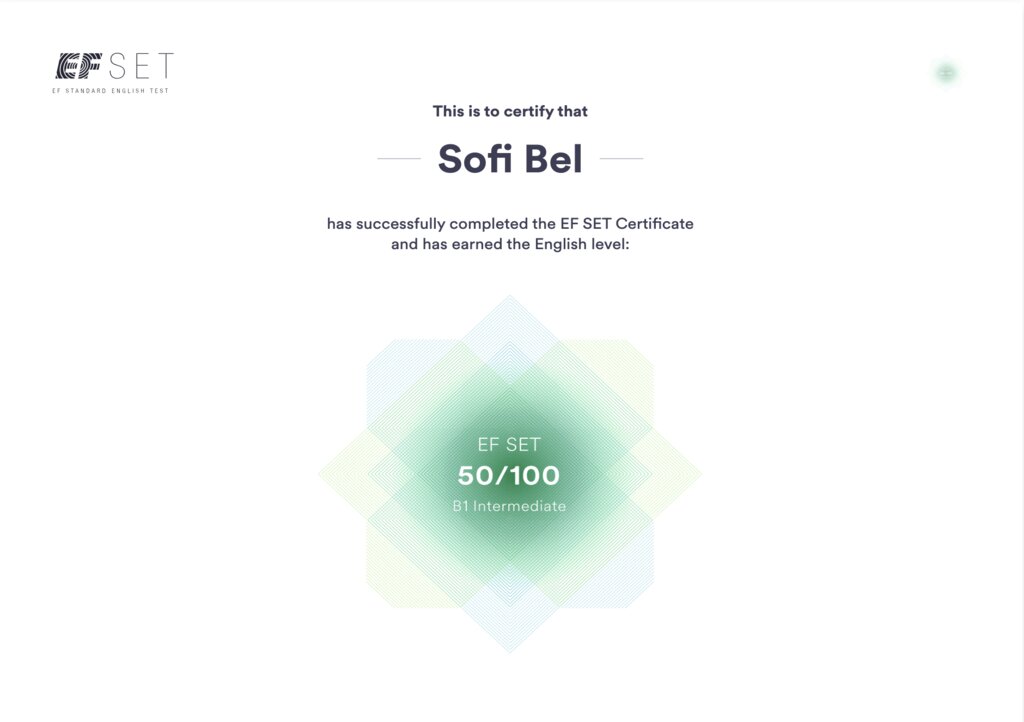 EF SET
EF STANDARD ENGLISH TEST
This is to certify that
Sofi Bel
has successfully completed the EF SET Certificate
and has earned the English level:
EF SET
50/100
B1 Intermediate